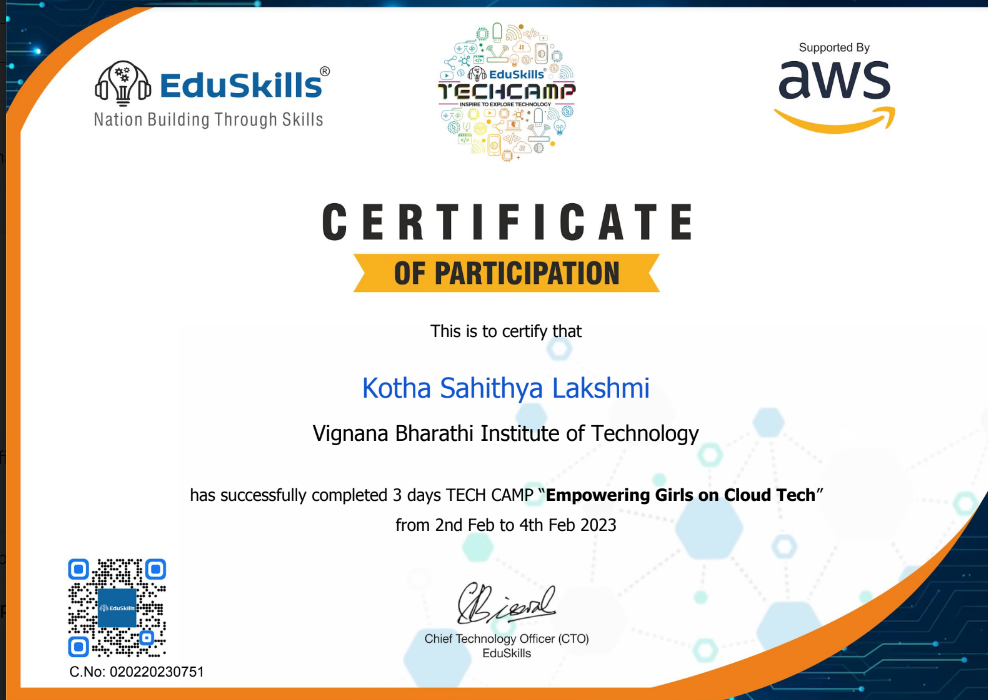 EduSkills®
Nation Building Through Skills
EduSkills
TECHCAMP
INSPIRE TO EXPLORE TECHNOLOGY
Supported By
aws
CERTIFICATE
OF PARTICIPATION
This is to certify that
Kotha Sahithya Lakshmi
Vignana Bharathi Institute of Technology
has successfully completed 3 days TECH CAMP “Empowering Girls on Cloud Tech”
from 2nd Feb to 4th Feb 2023
EduSkills
Chief Technology Officer (CTO)
EduSkills
C.No: 020220230751